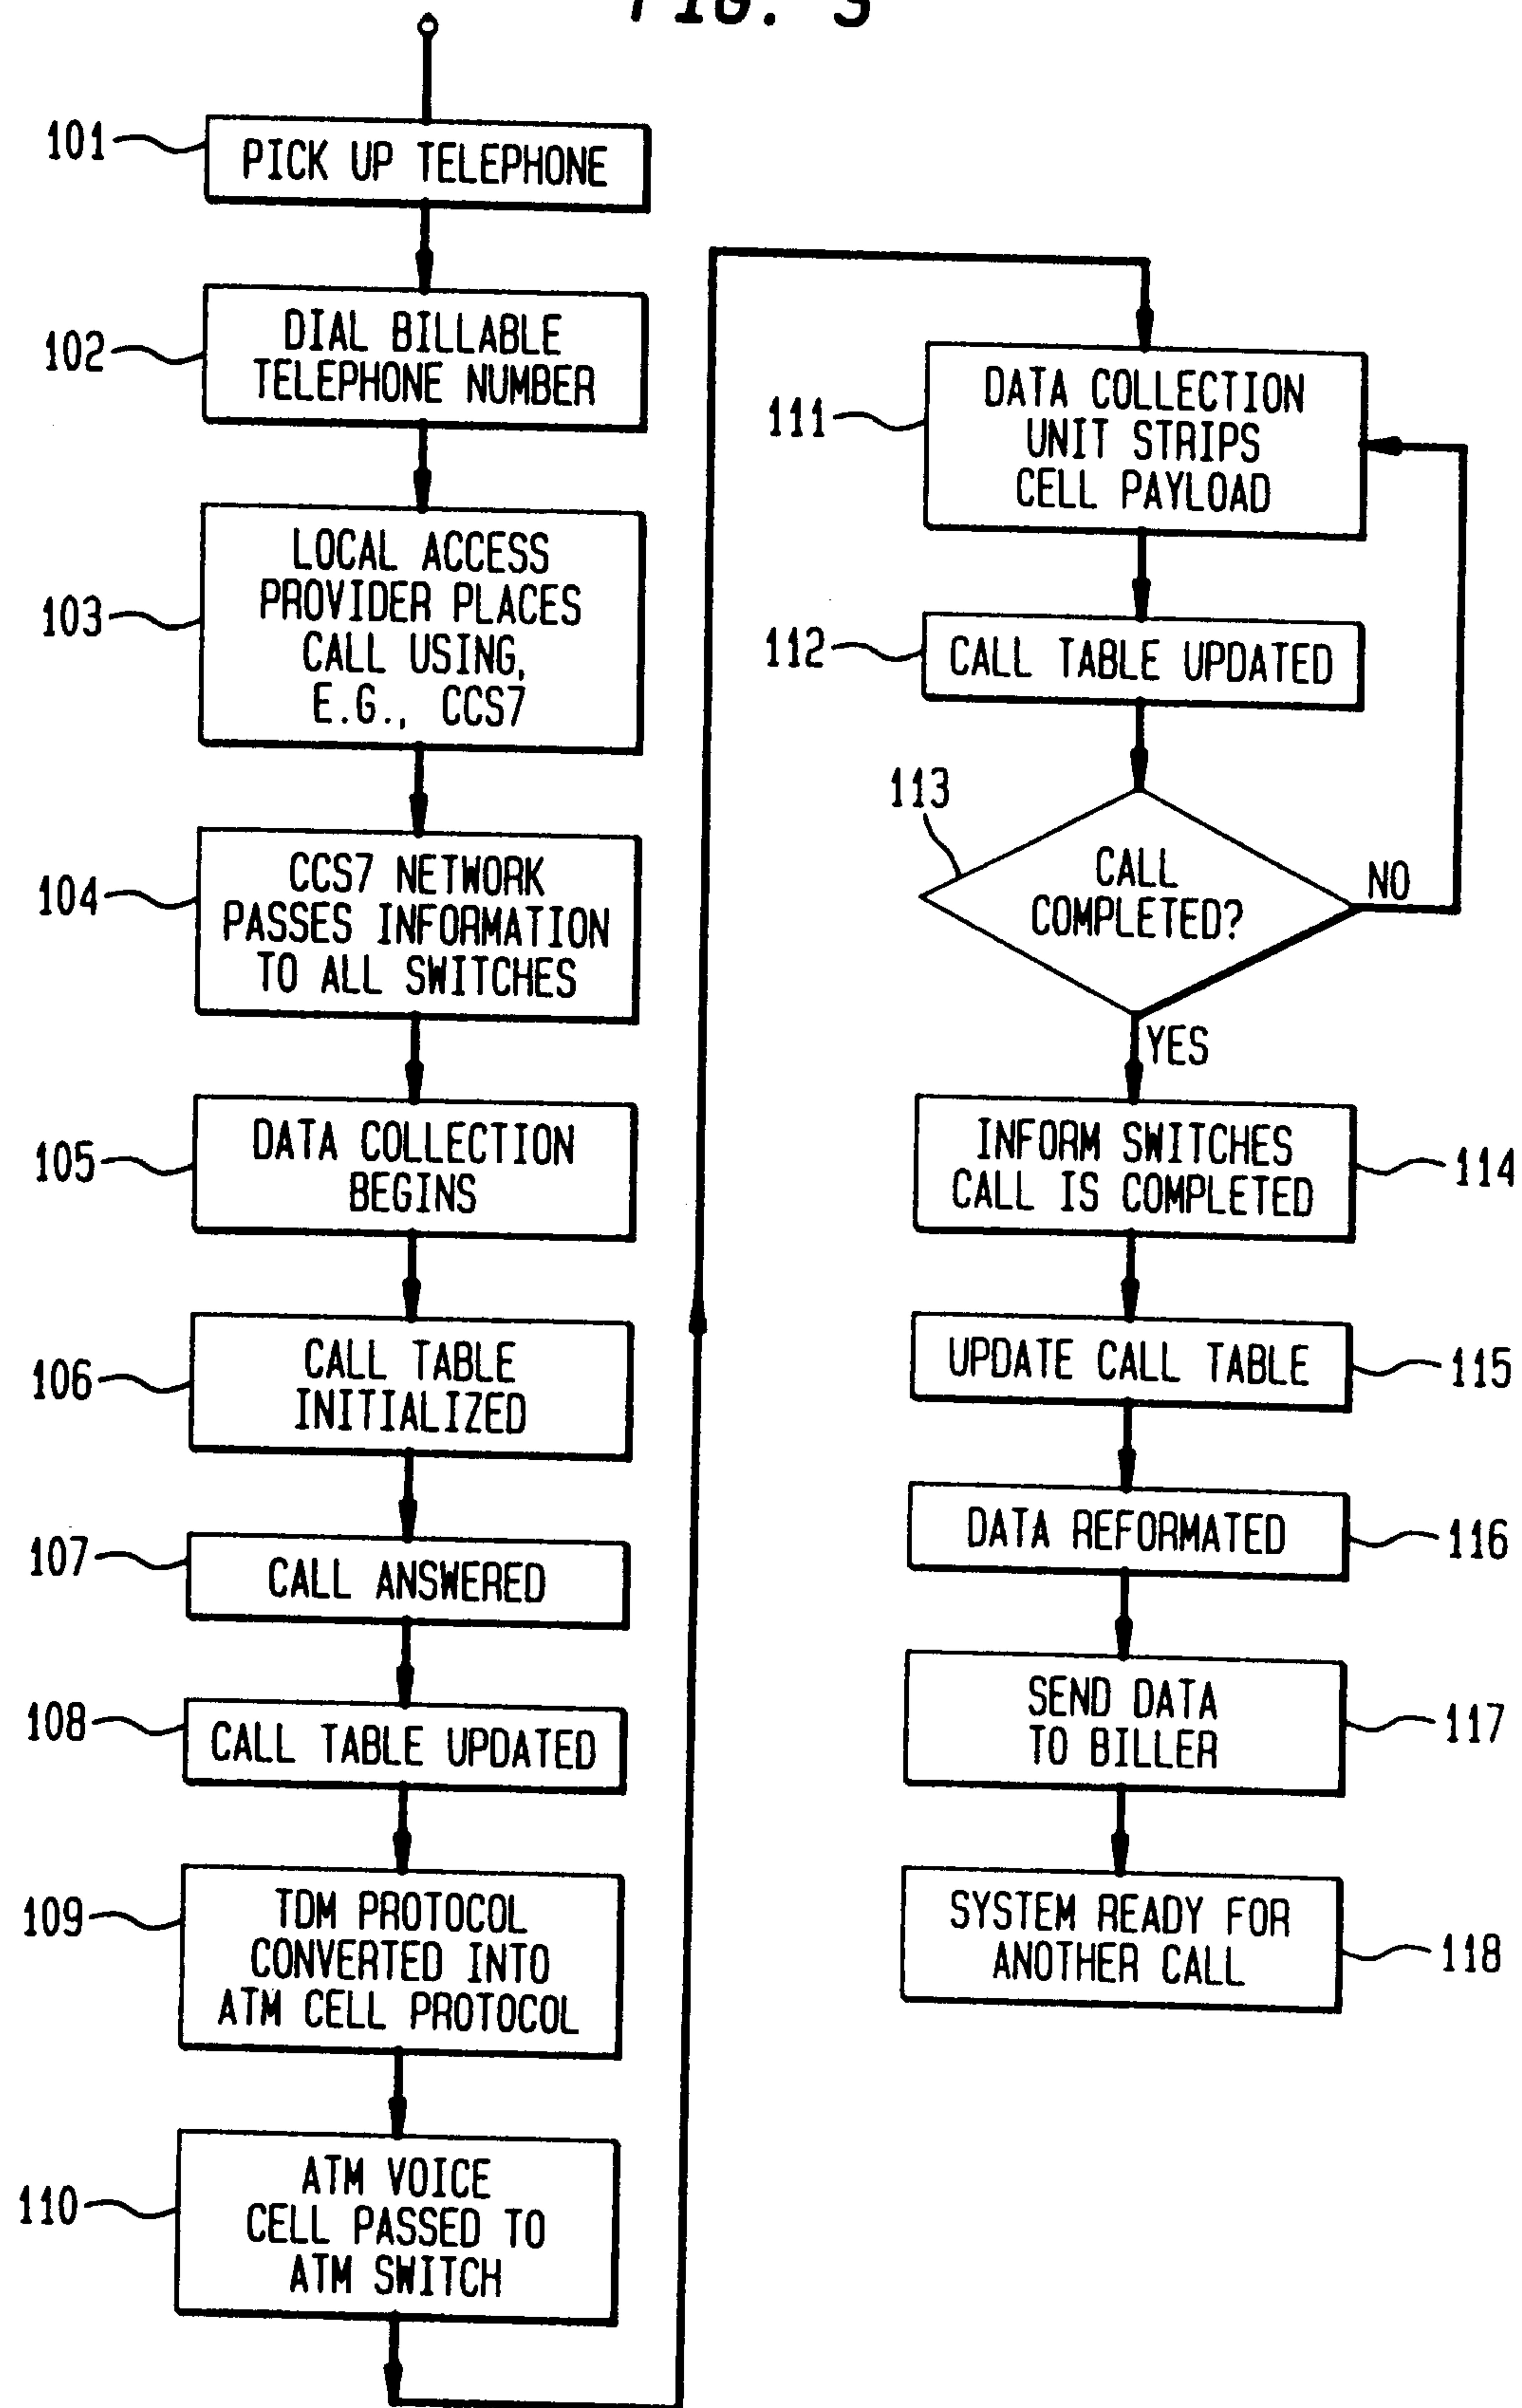 FIG. 3
101
PICK UP TELEPHONE
102
DIAL BILLABLE
TELEPHONE NUMBER
103
LOCAL ACCESS
PROVIDER PLACES
CALL USING,
E.G., CCS7
104
CCS7 NETWORK
PASSES INFORMATION
TO ALL SWITCHES
105
DATA COLLECTION
BEGINS
106
CALL TABLE
INITIALIZED
107
CALL ANSWERED
108
CALL TABLE UPDATED
109
TDM PROTOCOL
CONVERTED INTO
ATM CELL PROTOCOL
110
ATM VOICE
CELL PASSED TO
ATM SWITCH
111
DATA COLLECTION
UNIT STRIPS
CELL PAYLOAD
112
CALL TABLE UPDATED
113
CALL
COMPLETED?
NO
YES
INFORM SWITCHES
CALL IS COMPLETED
114
UPDATE CALL TABLE
115
DATA REFORMATED
116
SEND DATA
TO BILLER
117
SYSTEM READY FOR
ANOTHER CALL
118